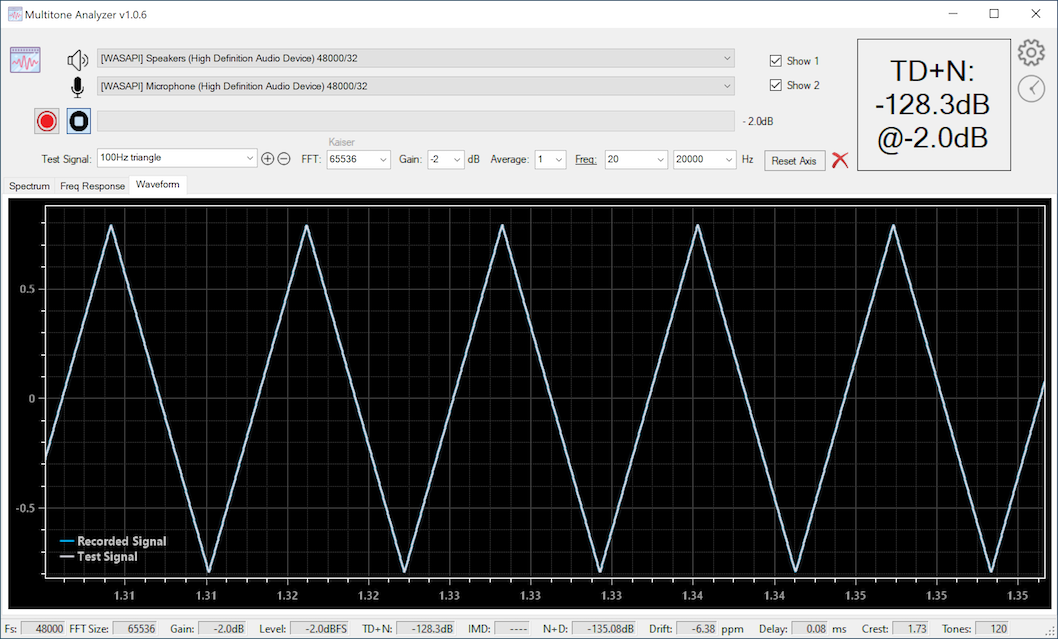 Multitone Analyzer v1.0.6
[WASAPI] Speakers (High Definition Audio Device) 48000/32
Show 1
[WASAPI] Microphone (High Definition Audio Device) 48000/32
Show 2
TD+N:
-128.3dB
@-2.0dB
- 2.0dB
Kaiser
Test Signal: 100Hz triangle FFT: 65536 Gain: -2 dB Average: 1 Freq: 20 20000 Hz Reset Axis
Spectrum Freq Response Waveform
0.5
0
-0.5
Recorded Signal
Test Signal
1.31 1.31 1.32 1.32 1.33 1.33 1.33 1.34 1.34 1.35 1.35 1.35
Fs: 48000 FFT Size: 65536 Gain: -2.0dB Level: -2.0dBFS TD+N: -128.3dB IMD: ---- N+D: -135.08dB Drift: -6.38 ppm Delay: 0.08 ms Crest: 1.73 Tones: 120